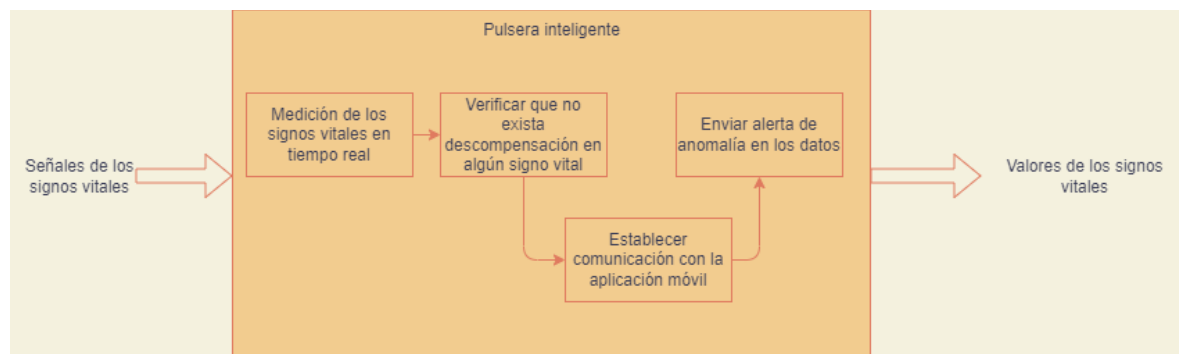 Pulsera inteligente
Señales de los
signos vitales
Medición de los
signos vitales en
tiempo real
Verificar que no
exista
descompensación en
algún signo vital
Establecer
comunicación con la
aplicación móvil
Enviar alerta de
anomalía en los datos
Valores de los signos
vitales